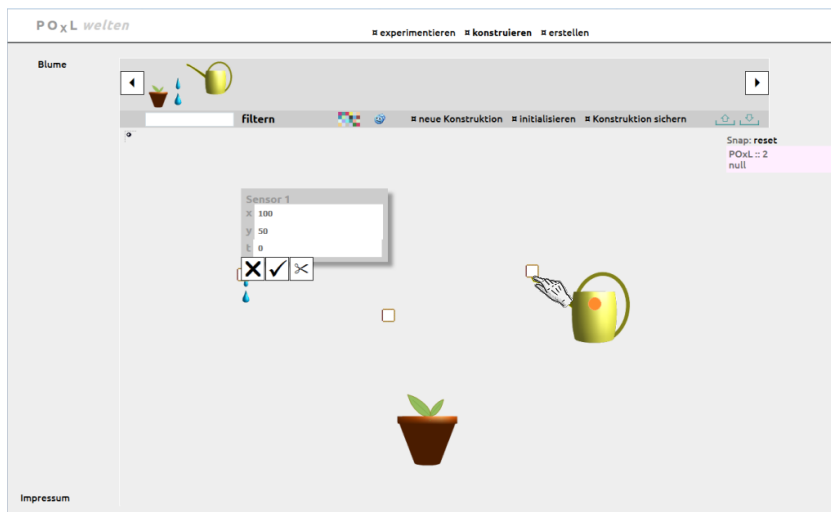 POXL welten
¤ experimentieren ¤ konstruieren ¤ erstellen
Blume
filtern
¤ neue Konstruktion ¤ initialisieren ¤ Konstruktion sichern
Snap: reset
POxL :: 2
null
Sensor 1
x 100
y 50
t 0
Impressum